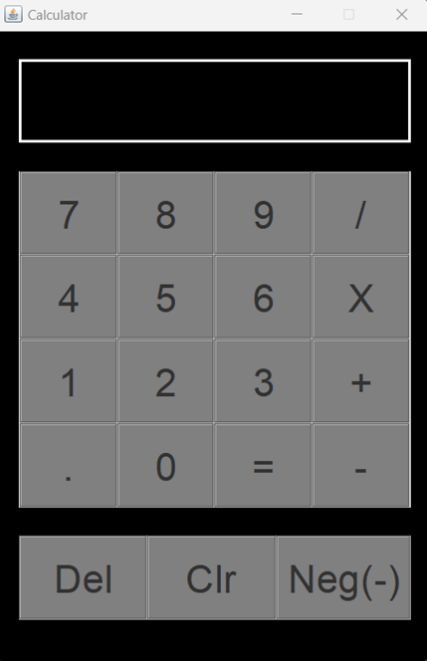 Calculator
7 8 9 /
4 5 6 X
1 2 3 +
. 0 = -
Del Clr Neg(-)